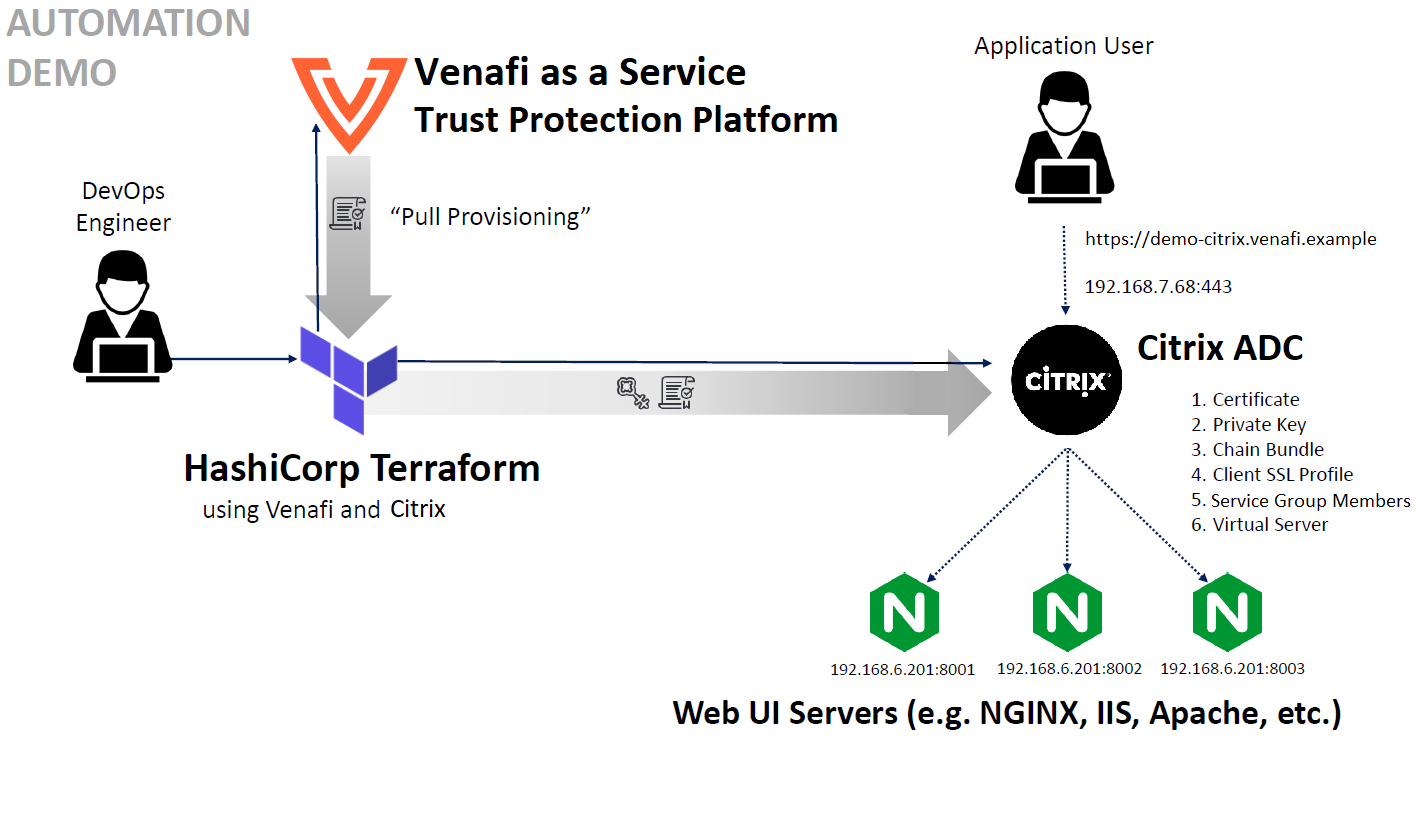 AUTOMATION
DEMO
Venafi as a Service
Trust Protection Platform
Application User
DevOps
Engineer
“Pull Provisioning”
https://demo-citrix.venafi.example
192.168.7.68:443
Citrix ADC
CITRIX
1. Certificate
2. Private Key
3. Chain Bundle
4. Client SSL Profile
5. Service Group Members
6. Virtual Server
HashiCorp Terraform
using Venafi and Citrix
N
N
N
192.168.6.201:8001
192.168.6.201:8002
192.168.6.201:8003
Web UI Servers (e.g. NGINX, IIS, Apache, etc.)